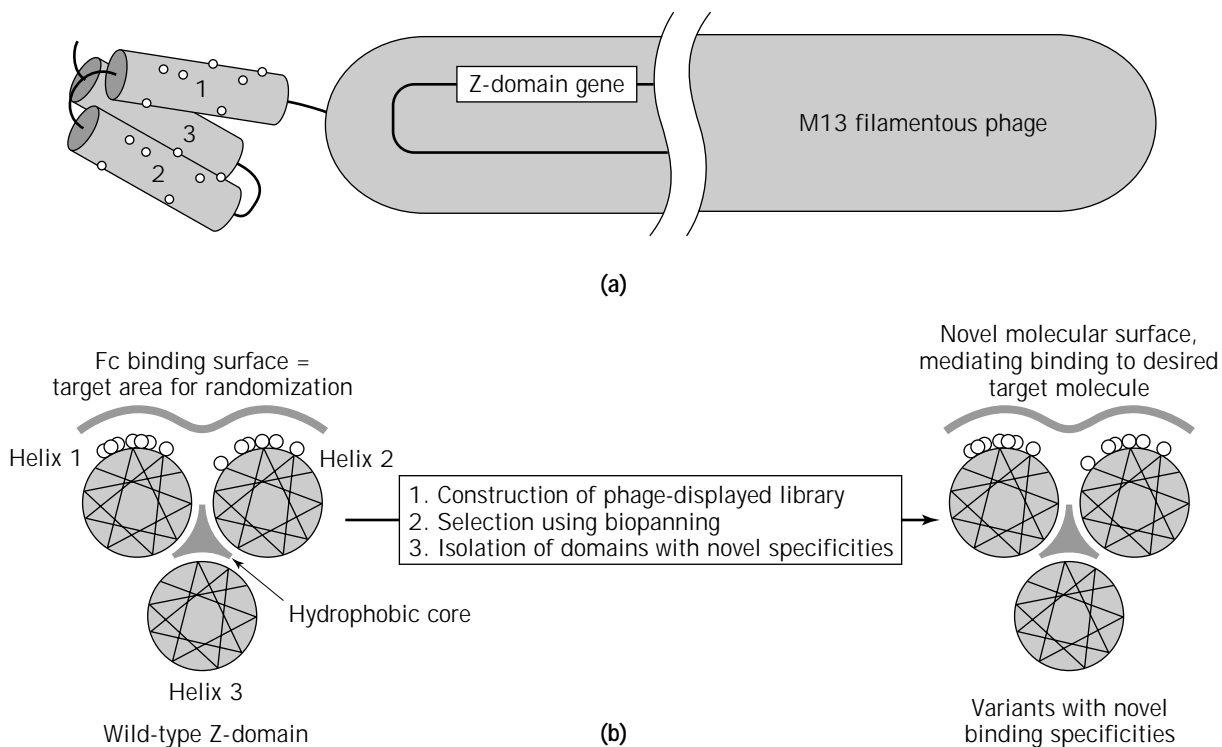 (a)
1
3
2
Z-domain gene
M13 filamentous phage
(a)
Fc binding surface =
target area for randomization
Helix 1
Helix 2
Hydrophobic core
Helix 3
Wild-type Z-domain
1. Construction of phage-displayed library
2. Selection using biopanning
3. Isolation of domains with novel specificities
Novel molecular surface,
mediating binding to desired
target molecule
Variants with novel
binding specificities
(b)